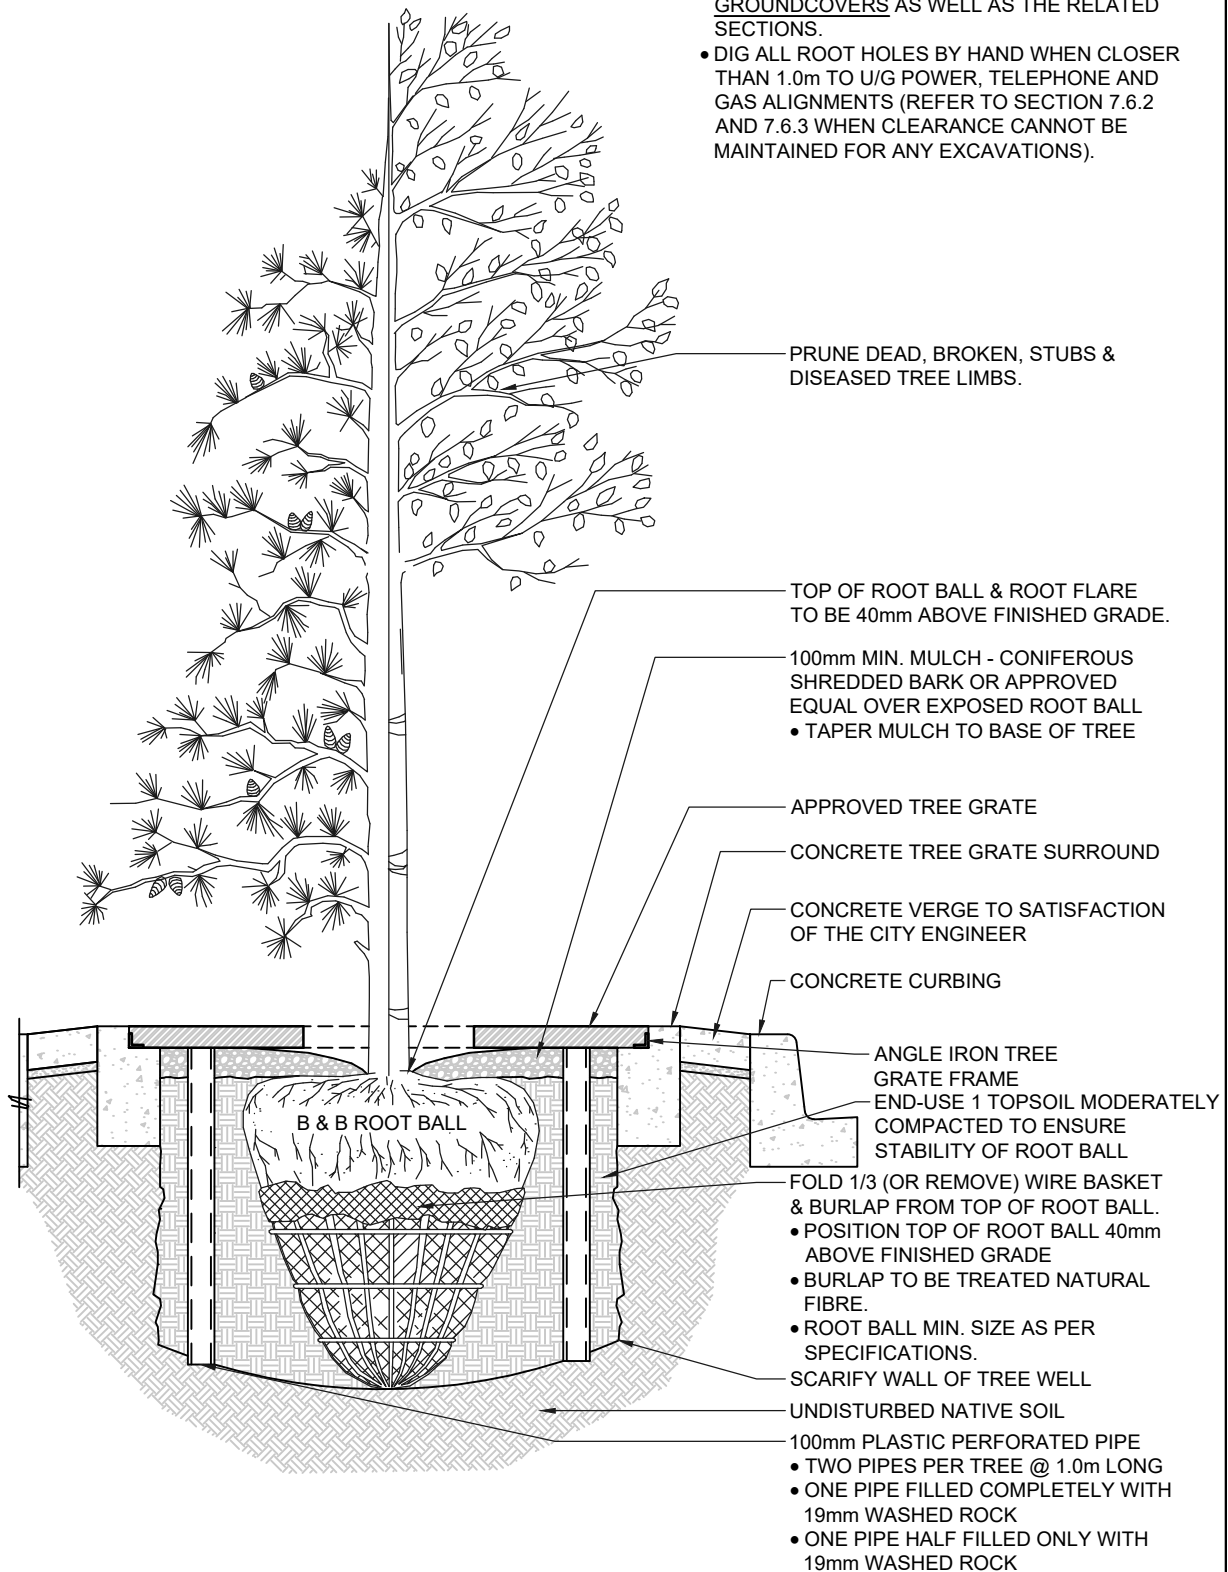 GROUNDCOVERS AS WELL AS THE RELATED
SECTIONS.
• DIG ALL ROOT HOLES BY HAND WHEN CLOSER
THAN 1.0m TO U/G POWER, TELEPHONE AND
GAS ALIGNMENTS (REFER TO SECTION 7.6.2
AND 7.6.3 WHEN CLEARANCE CANNOT BE
MAINTAINED FOR ANY EXCAVATIONS).
PRUNE DEAD, BROKEN, STUBS &
DISEASED TREE LIMBS.
TOP OF ROOT BALL & ROOT FLARE
TO BE 40mm ABOVE FINISHED GRADE.
100mm MIN. MULCH - CONIFEROUS
SHREDDED BARK OR APPROVED
EQUAL OVER EXPOSED ROOT BALL
• TAPER MULCH TO BASE OF TREE
APPROVED TREE GRATE
CONCRETE TREE GRATE SURROUND
CONCRETE VERGE TO SATISFACTION
OF THE CITY ENGINEER
CONCRETE CURBING
ANGLE IRON TREE
GRATE FRAME
END-USE 1 TOPSOIL MODERATELY
COMPACTED TO ENSURE
STABILITY OF ROOT BALL
B & B ROOT BALL
FOLD 1/3 (OR REMOVE) WIRE BASKET
& BURLAP FROM TOP OF ROOT BALL.
• POSITION TOP OF ROOT BALL 40mm
ABOVE FINISHED GRADE
• BURLAP TO BE TREATED NATURAL
FIBRE.
• ROOT BALL MIN. SIZE AS PER
SPECIFICATIONS.
SCARIFY WALL OF TREE WELL
UNDISTURBED NATIVE SOIL
100mm PLASTIC PERFORATED PIPE
• TWO PIPES PER TREE @ 1.0m LONG
• ONE PIPE FILLED COMPLETELY WITH
19mm WASHED ROCK
• ONE PIPE HALF FILLED ONLY WITH
19mm WASHED ROCK